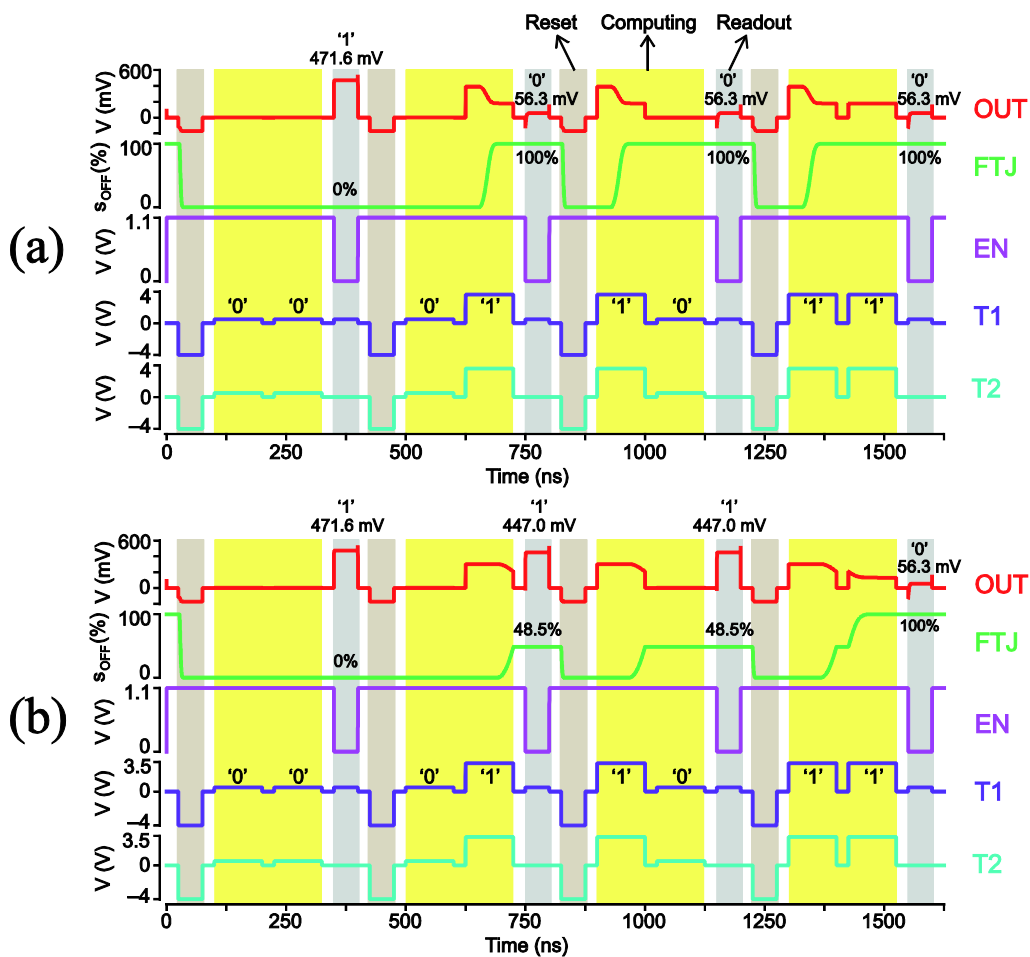 Reset Computing Readout
(a)
‘1’
471.6 mV
‘0’
56.3 mV
‘0’
56.3 mV
‘0’
56.3 mV
600
0
V (mV)
OUT
100
0
sOFF(%)
0%
100%
100%
100%
FTJ
1.1
0
V (V)
EN
4
0
−4
V (V)
‘0’ ‘0’ ‘0’ ‘1’ ‘1’ ‘0’ ‘1’ ‘1’
T1
4
0
−4
V (V)
T2
0 250 500 750 1000 1250 1500
Time (ns)
(b)
‘1’
471.6 mV
‘1’
447.0 mV
‘1’
447.0 mV
‘0’
56.3 mV
600
0
V (mV)
OUT
100
0
sOFF(%)
0%
48.5%
48.5%
100%
FTJ
1.1
0
V (V)
EN
3.5
0
−4
V (V)
‘0’ ‘0’ ‘0’ ‘1’ ‘1’ ‘0’ ‘1’ ‘1’
T1
3.5
0
−4
V (V)
T2
0 250 500 750 1000 1250 1500
Time (ns)